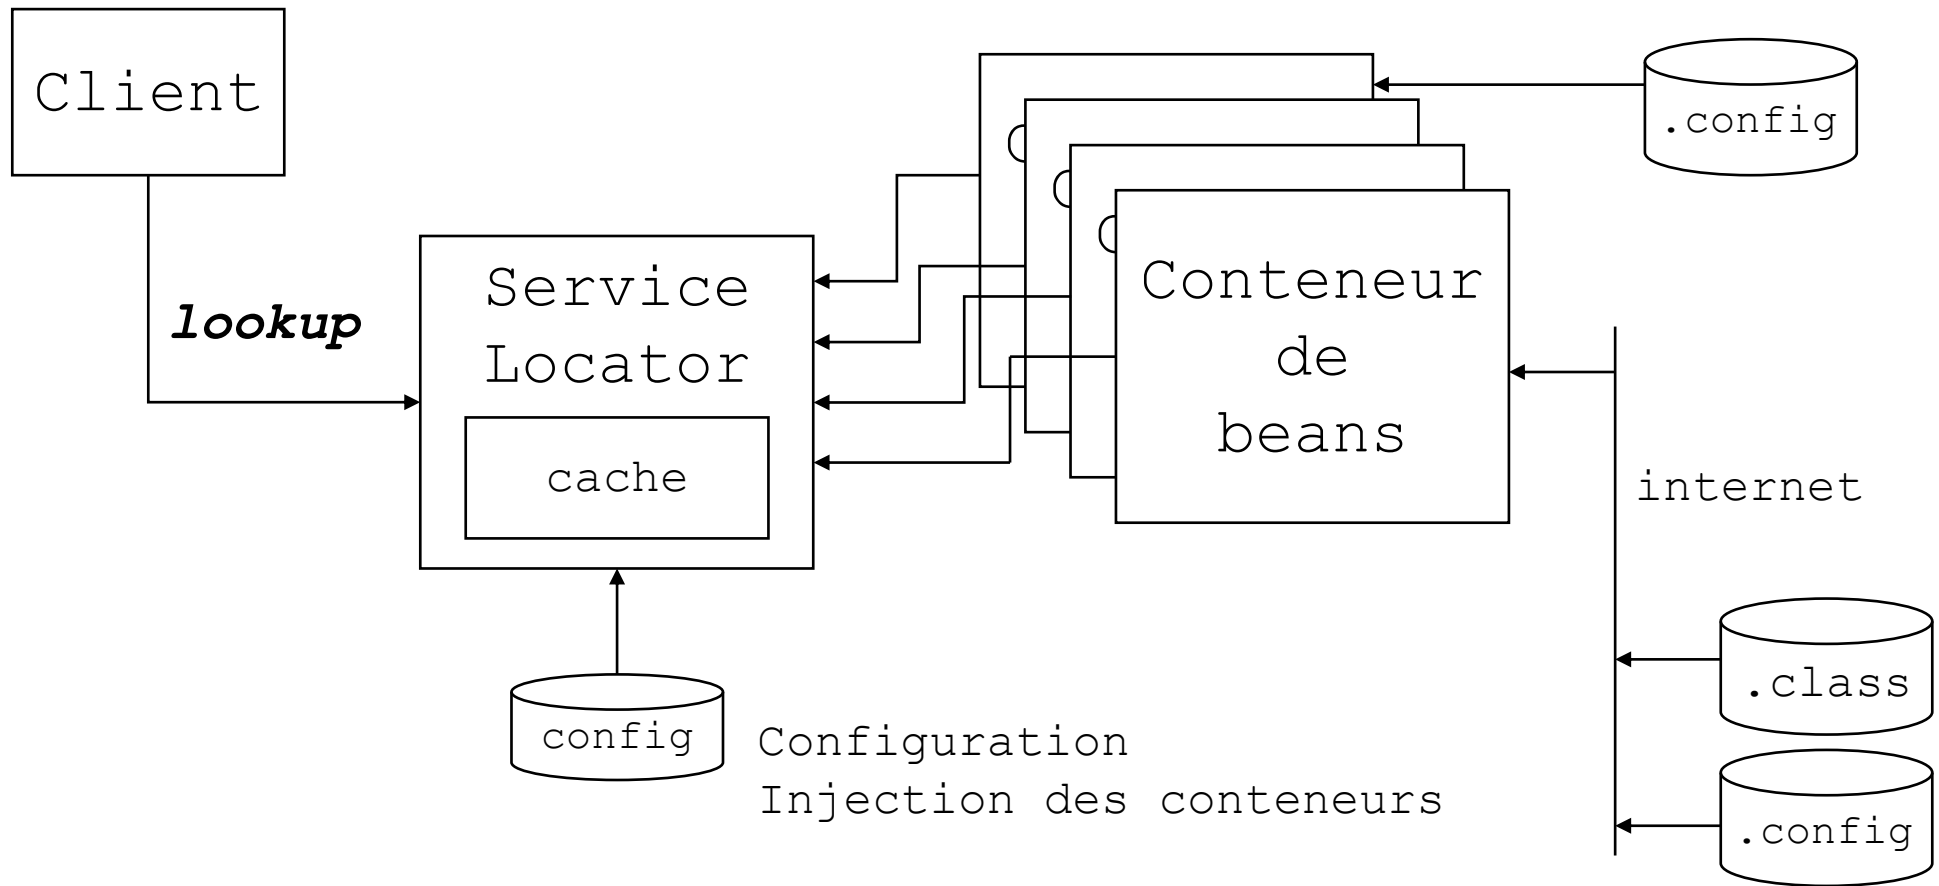 Client
.config
lookup
Service
Locator
cache
Conteneur
de
beans
internet
.class
.config
config
Configuration
Injection des conteneurs